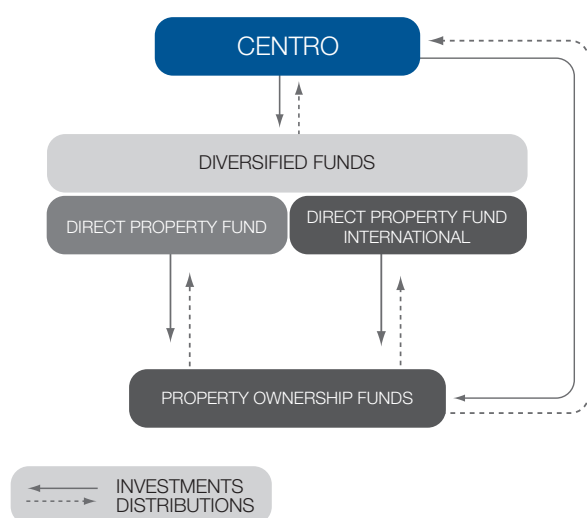 CENTRO
DIVERSIFIED FUNDS
DIRECT PROPERTY FUND
DIRECT PROPERTY FUND
INTERNATIONAL
PROPERTY OWNERSHIP FUNDS
INVESTMENTS
DISTRIBUTIONS